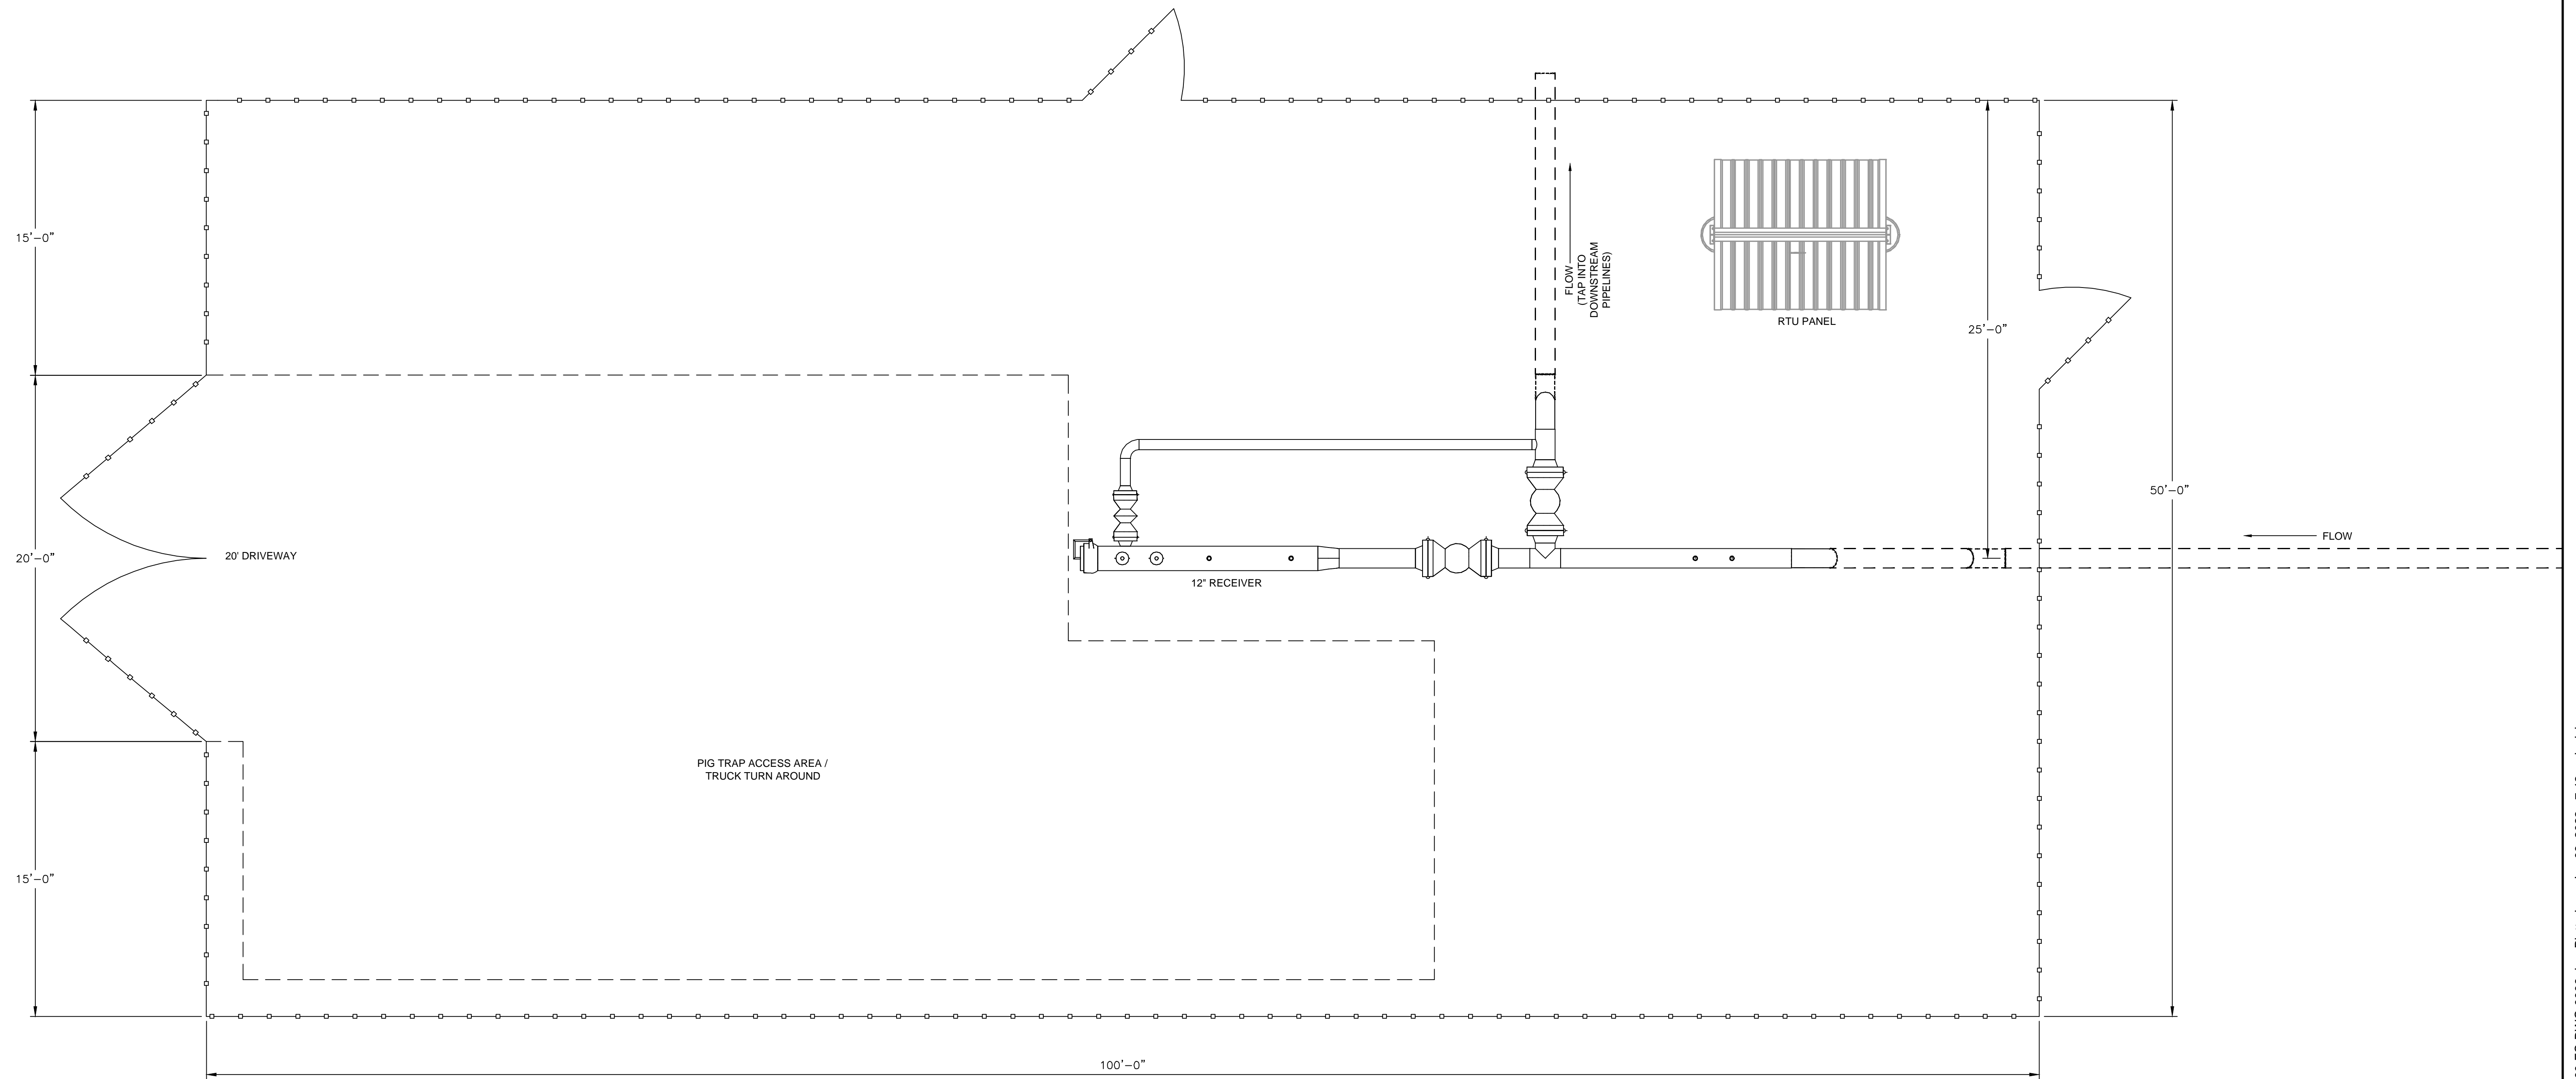 15'-0"
20'-0"
15'-0"
20' DRIVEWAY
PIG TRAP ACCESS AREA /
TRUCK TURN AROUND
12" RECEIVER
FLOW
(TAP INTO
DOWNSTREAM
PIPELINES)
RTU PANEL
25'-0"
50'-0"
FLOW
100'-0"